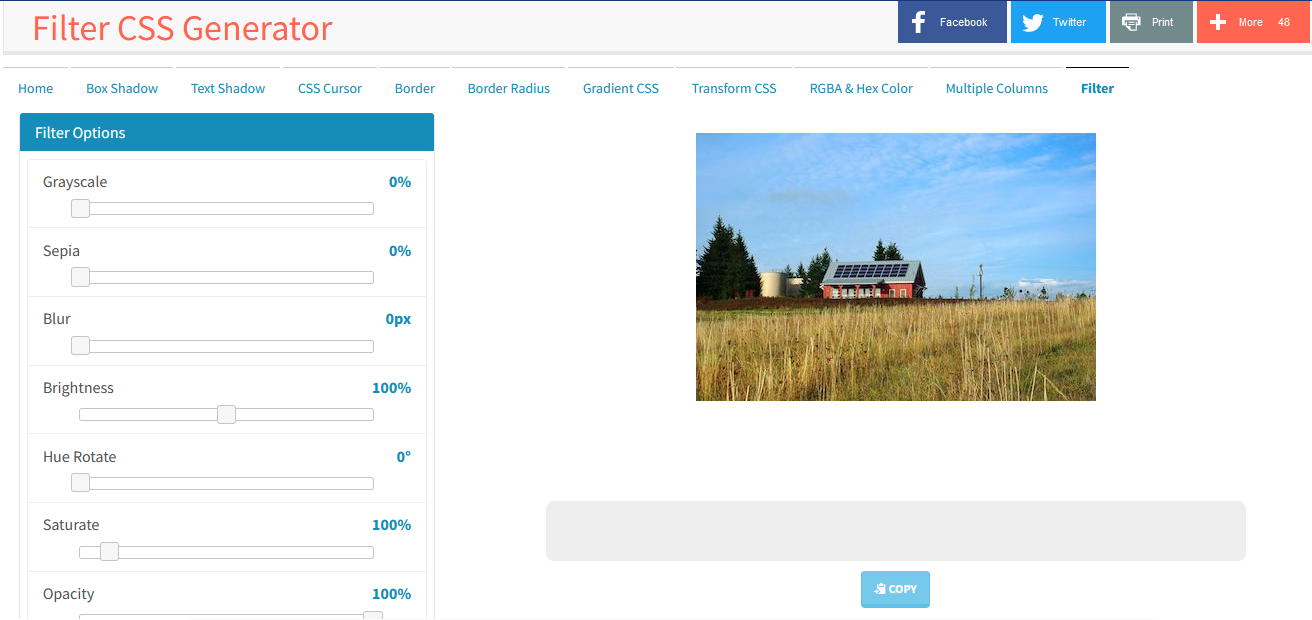 Filter CSS Generator
Facebook
Twitter
Print
More 48
Home Box Shadow Text Shadow CSS Cursor Border Border Radius Gradient CSS Transform CSS RGBA & Hex Color Multiple Columns Filter
Filter Options
Grayscale 0%
Sepia 0%
Blur 0px
Brightness 100%
Hue Rotate 0°
Saturate 100%
Opacity 100%
COPY